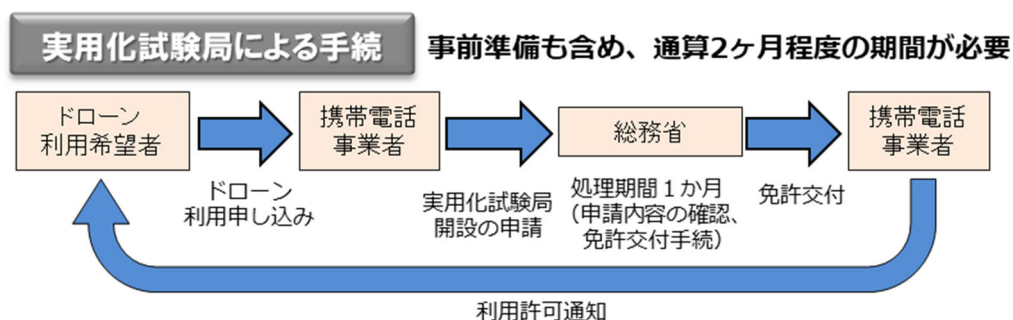 実用化試験局による手続
事前準備も含め、通算2ヶ月程度の期間が必要
ドローン
利用希望者
ドローン
利用申し込み
携帯電話
事業者
実用化試験局
開設の申請
総務省
処理期間１か月
（申請内容の確認、
免許交付手続）
免許交付
携帯電話
事業者
利用許可通知